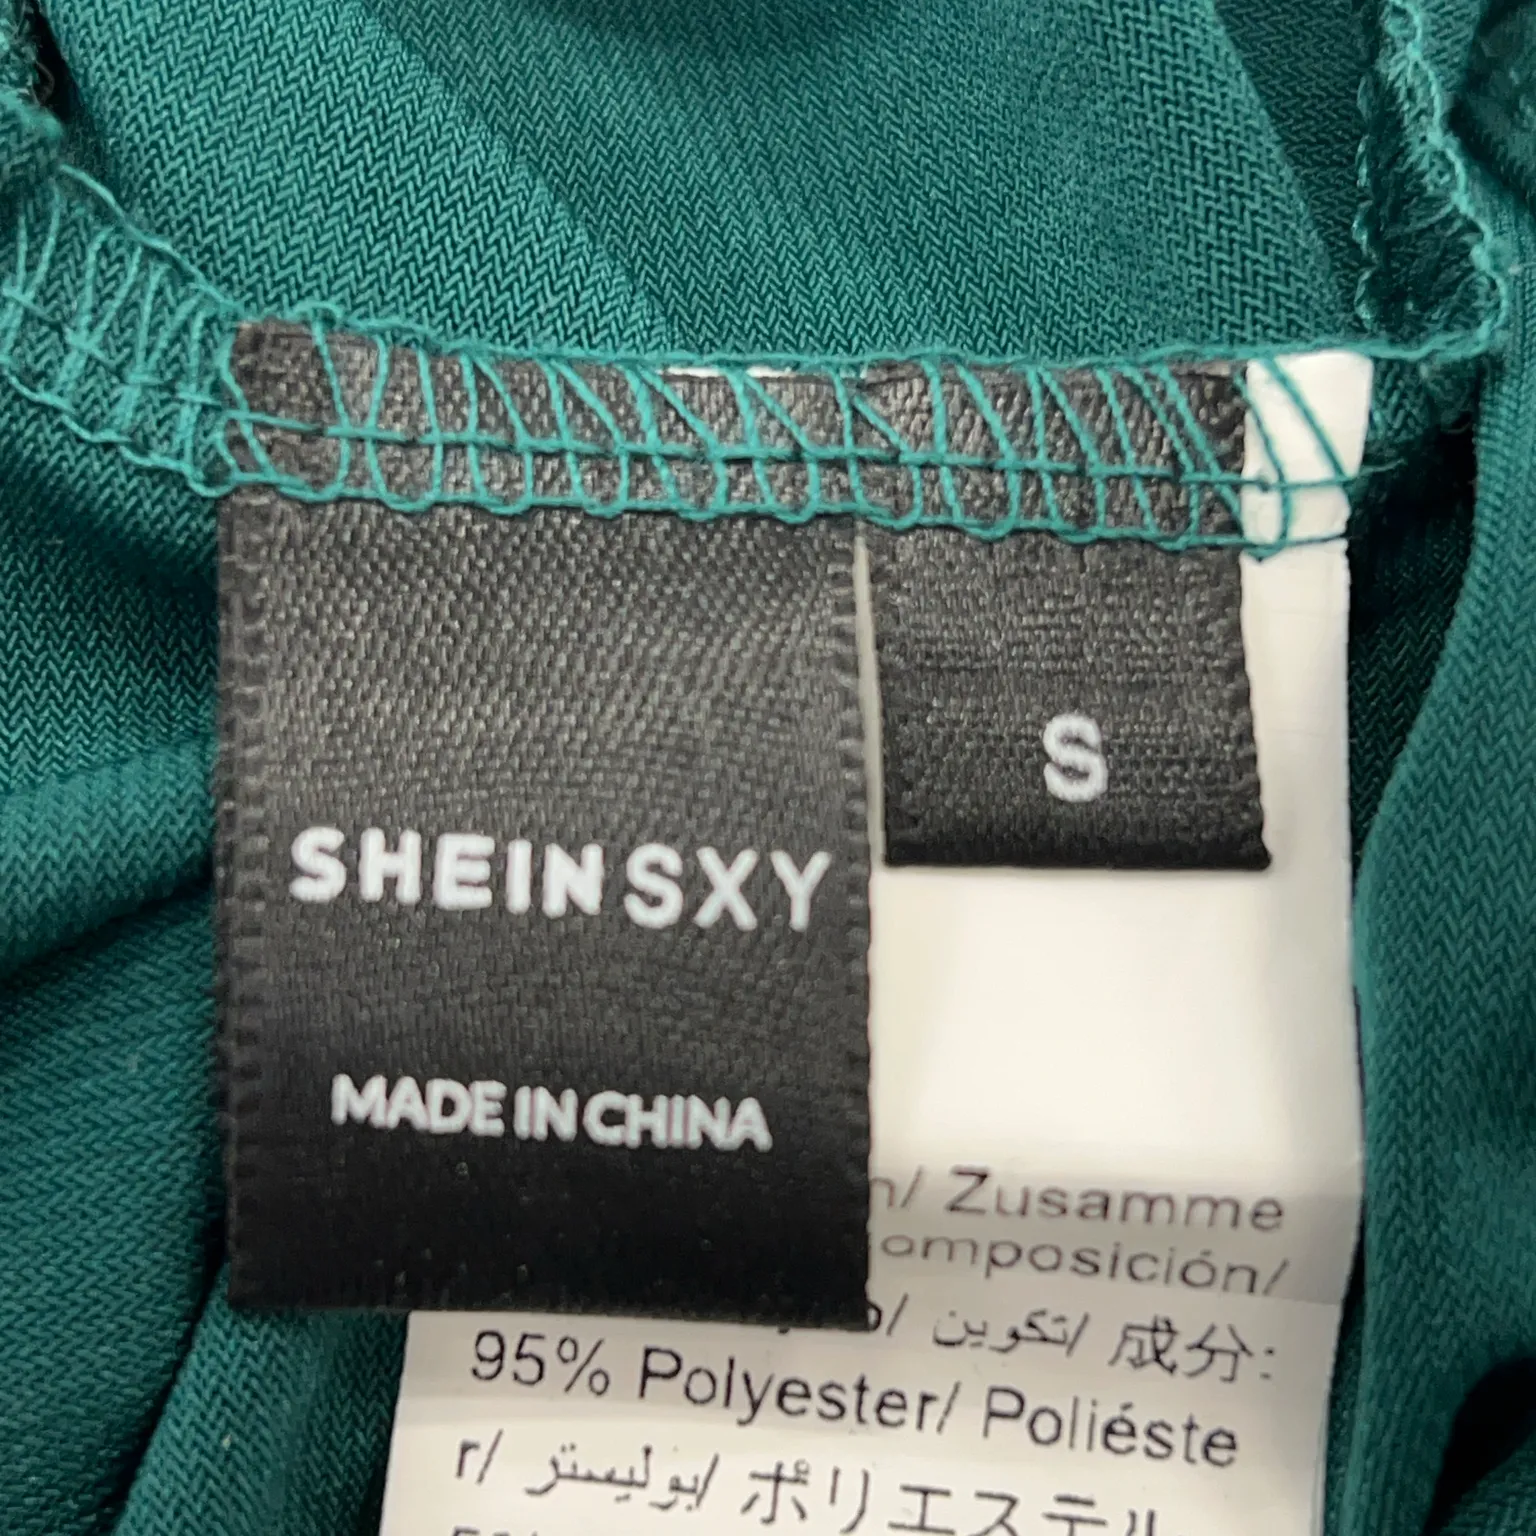 SHEIN SXY
MADE IN CHINA
S
/ Zusamme
omposición/
/ تكوين/ 成分:
95% Polyester/ Poliéste
r/ بوليستر/ ポリエステル